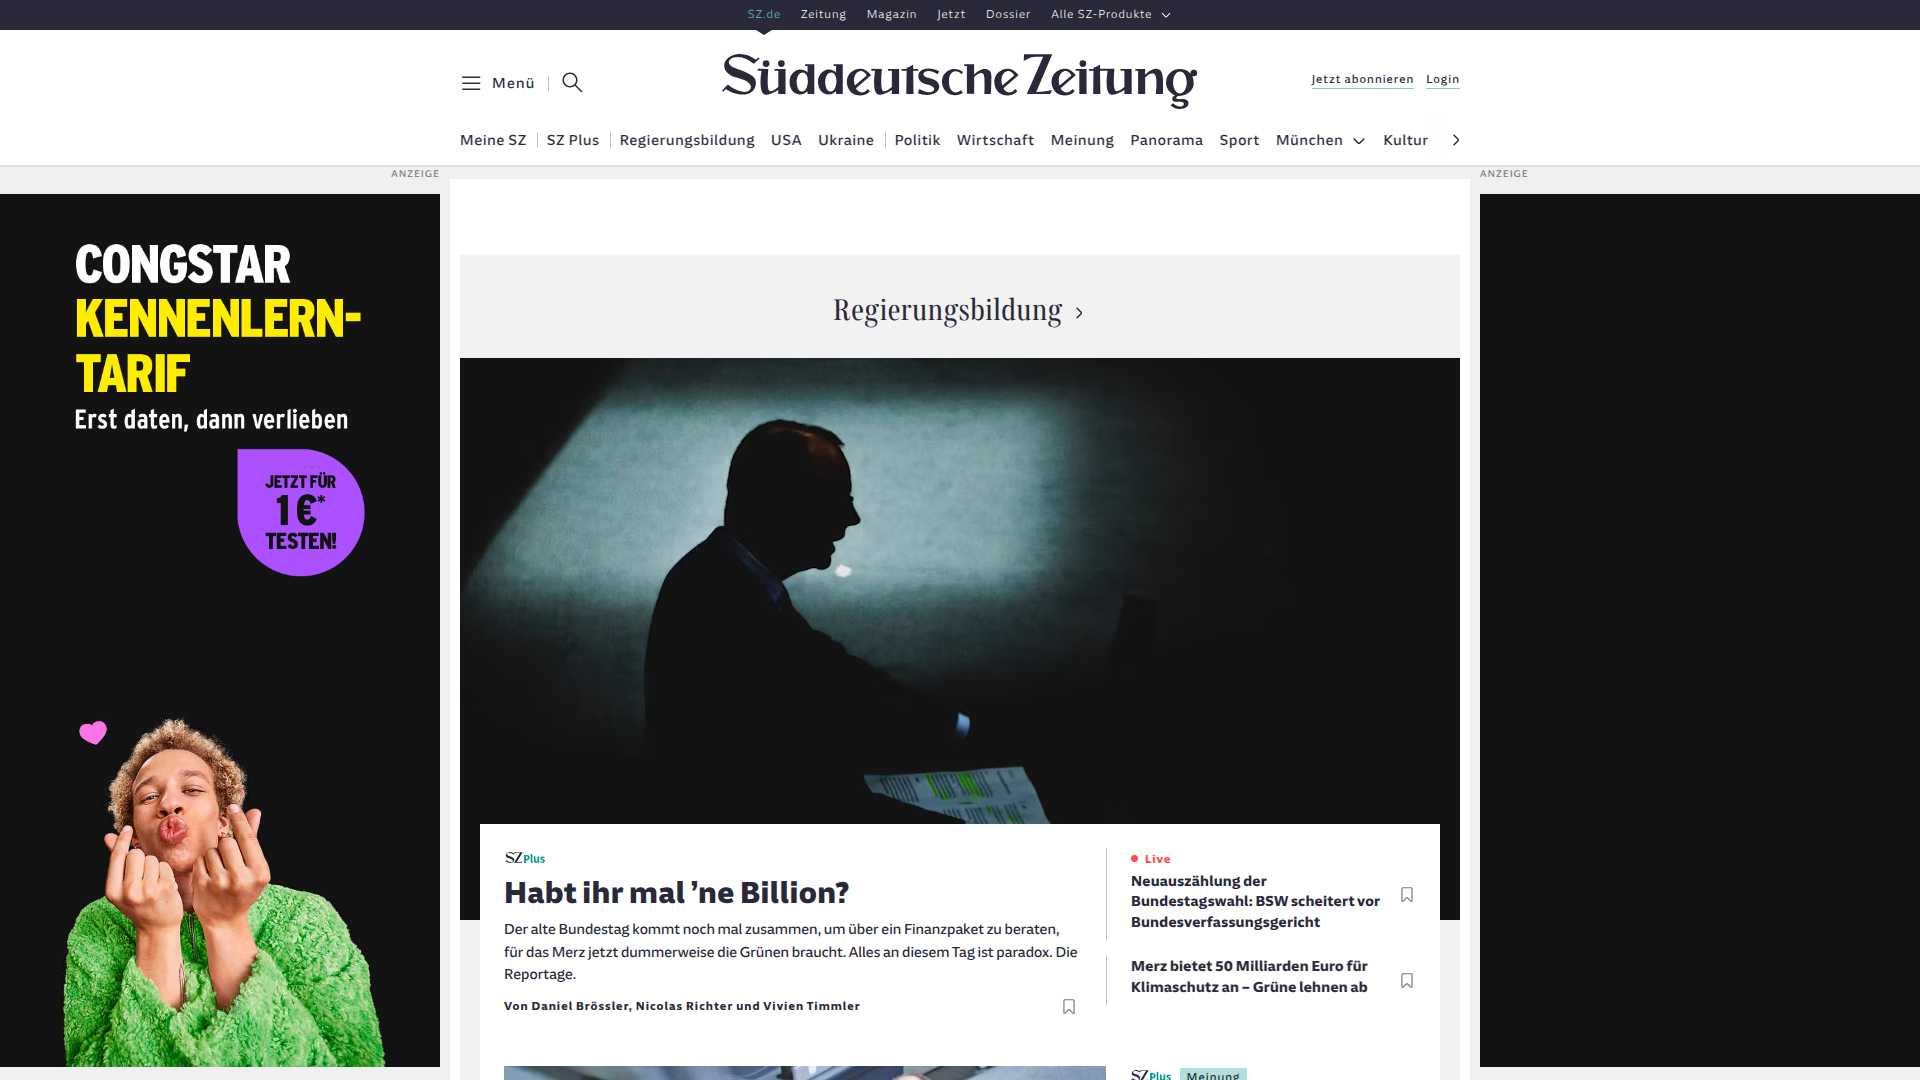 SZ.de Zeitung Magazin Jetzt Dossier Alle SZ-Produkte
Menü
Süddeutsche Zeitung
Jetzt abonnieren Login
Meine SZ SZ Plus Regierungsbildung USA Ukraine Politik Wirtschaft Meinung Panorama Sport München Kultur
ANZEIGE
CONGSTAR
KENNENLERN-
TARIF
Erst daten, dann verlieben
JETZT FÜR
1 €*
TESTEN!
ANZEIGE
Regierungsbildung
SZ Plus
Habt ihr mal ’ne Billion?
Der alte Bundestag kommt noch mal zusammen, um über ein Finanzpaket zu beraten,
für das Merz jetzt dummerweise die Grünen braucht. Alles an diesem Tag ist paradox. Die
Reportage.
Von Daniel Brössler, Nicolas Richter und Vivien Timmler
Live
Neuauszählung der
Bundestagswahl: BSW scheitert vor
Bundesverfassungsgericht
Merz bietet 50 Milliarden Euro für
Klimaschutz an – Grüne lehnen ab
SZ Plus Meinung